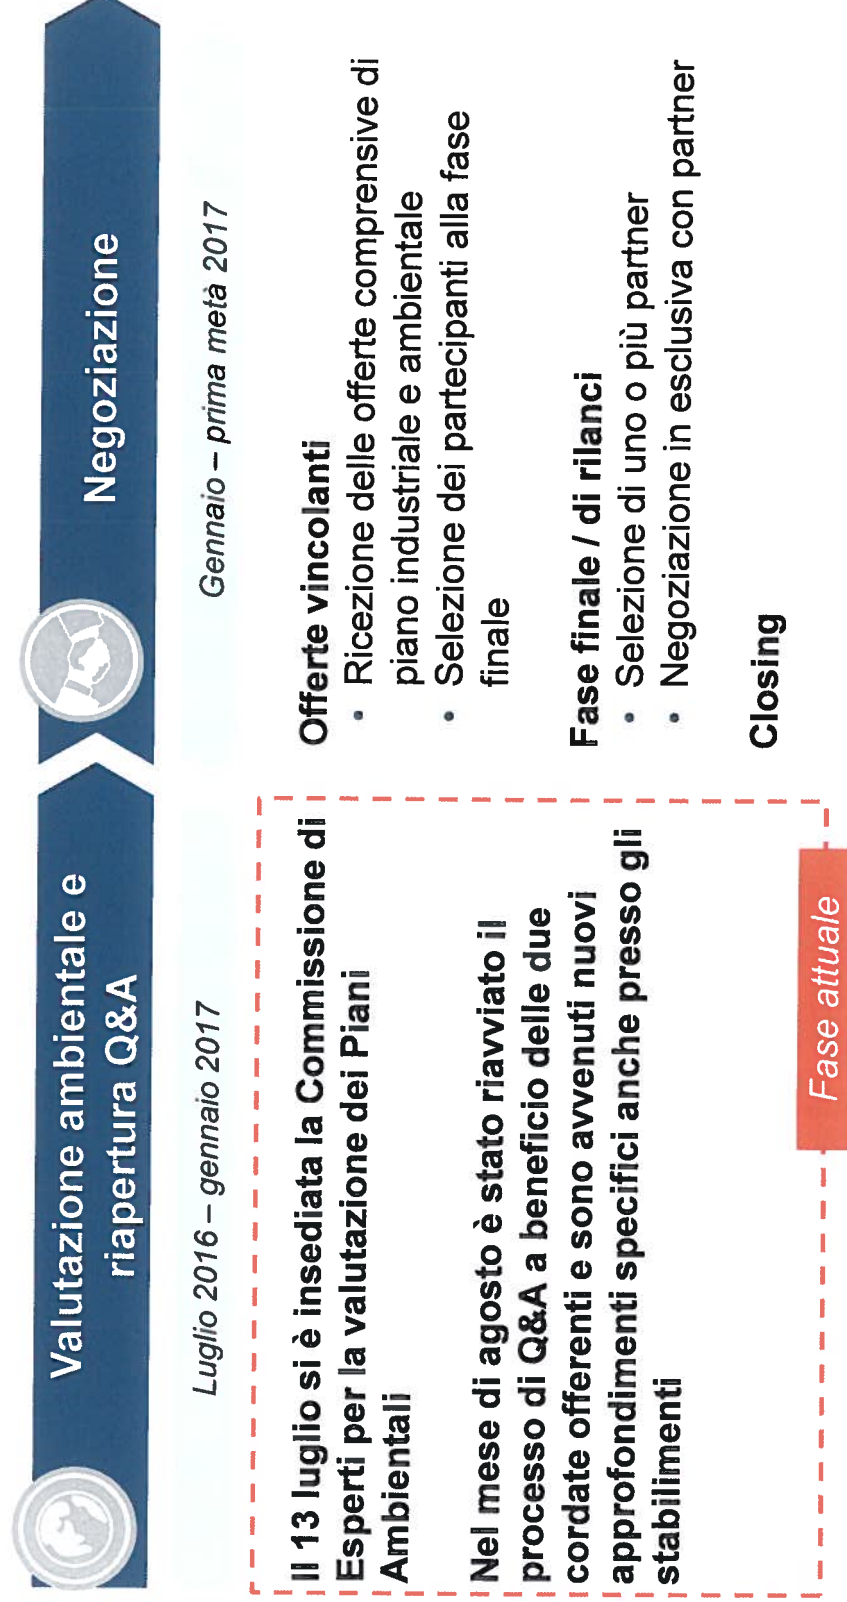 Valutazione ambientale e
riapertura Q&A
Luglio 2016 – gennaio 2017
Il 13 luglio si è insediata la Commissione di
Esperti per la valutazione dei Piani
Ambientali
Nel mese di agosto è stato riavviato il
processo di Q&A a beneficio delle due
cordate offerenti e sono avvenuti nuovi
approfondimenti specifici anche presso gli
stabilimenti
Fase attuale
Negoziazione
Gennaio – prima metà 2017
Offerte vincolanti
• Ricezione delle offerte comprensive di
piano industriale e ambientale
• Selezione dei partecipanti alla fase
finale
Fase finale / di rilanci
• Selezione di uno o più partner
• Negoziazione in esclusiva con partner
Closing